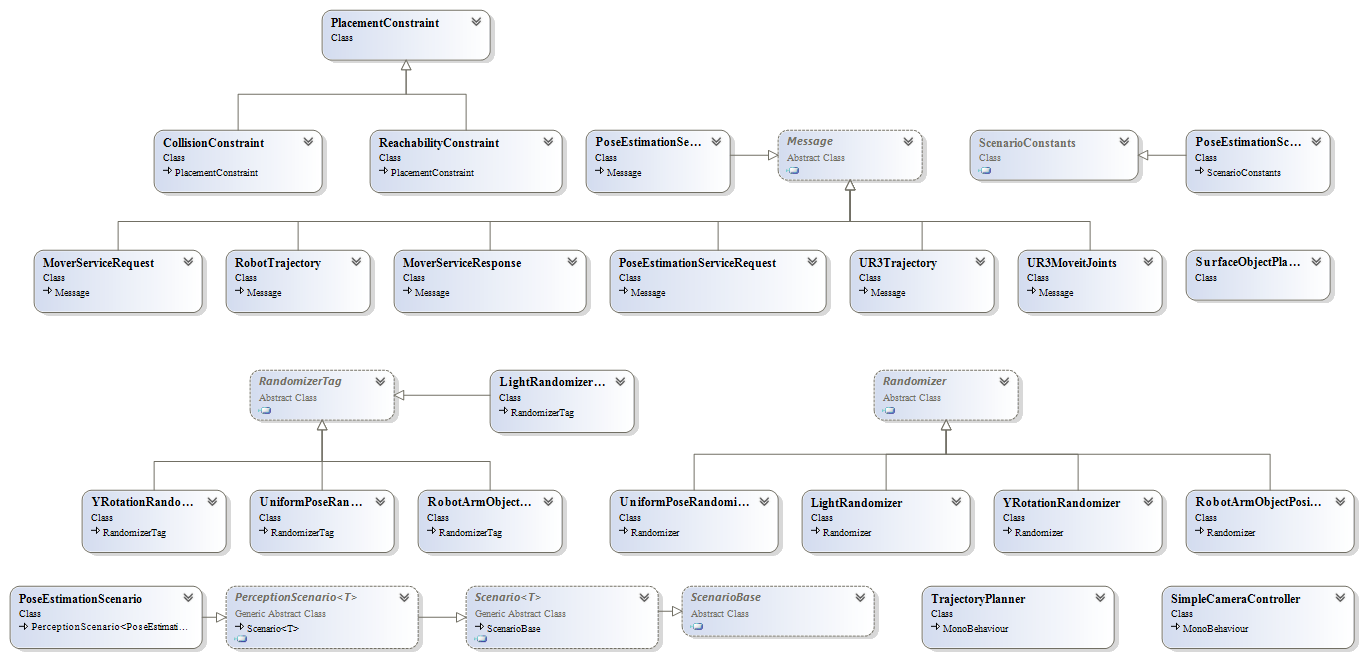 PlacementConstraint
Class
CollisionConstraint
Class
PlacementConstraint
ReachabilityConstraint
Class
PlacementConstraint
PoseEstimationSe...
Class
Message
Message
Abstract Class
ScenarioConstants
Class
PoseEstimationSc...
Class
ScenarioConstants
MoverServiceRequest
Class
Message
RobotTrajectory
Class
Message
MoverServiceResponse
Class
Message
PoseEstimationServiceRequest
Class
Message
UR3Trajectory
Class
Message
UR3MoveitJoints
Class
Message
SurfaceObjectPla...
Class
RandomizerTag
Abstract Class
LightRandomizer...
Class
RandomizerTag
Randomizer
Abstract Class
YRotationRando...
Class
RandomizerTag
UniformPoseRan...
Class
RandomizerTag
RobotArmObject...
Class
RandomizerTag
UniformPoseRandomi...
Class
Randomizer
LightRandomizer
Class
Randomizer
YRotationRandomizer
Class
Randomizer
RobotArmObjectPosi...
Class
Randomizer
PoseEstimationScenario
Class
PerceptionScenario<PoseEstimati...
PerceptionScenario<T>
Generic Abstract Class
Scenario<T>
Scenario<T>
Generic Abstract Class
ScenarioBase
ScenarioBase
Abstract Class
TrajectoryPlanner
Class
MonoBehaviour
SimpleCameraController
Class
MonoBehaviour